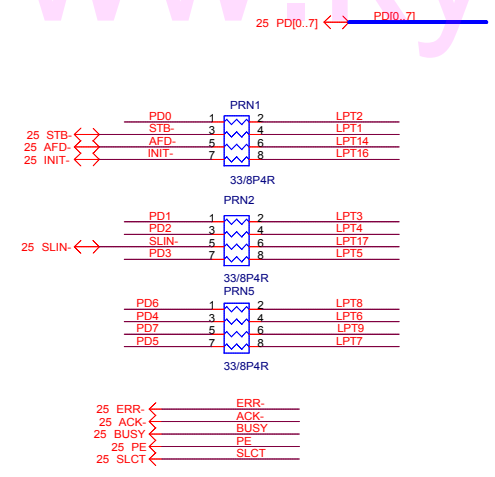 www.ky
25 PD[0..7] PD[0..7]
PRN1
PD0 1 2 LPT2
25 STB- STB- 3 4 LPT1
25 AFD- AFD- 5 6 LPT14
25 INIT- INIT- 7 8 LPT16
33/8P4R
PRN2
PD1 1 2 LPT3
PD2 3 4 LPT4
25 SLIN- SLIN- 5 6 LPT17
PD3 7 8 LPT5
33/8P4R
PRN5
PD6 1 2 LPT8
PD4 3 4 LPT6
PD7 5 6 LPT9
PD5 7 8 LPT7
33/8P4R
25 ERR- ERR-
25 ACK- ACK-
25 BUSY BUSY
25 PE PE
25 SLCT SLCT